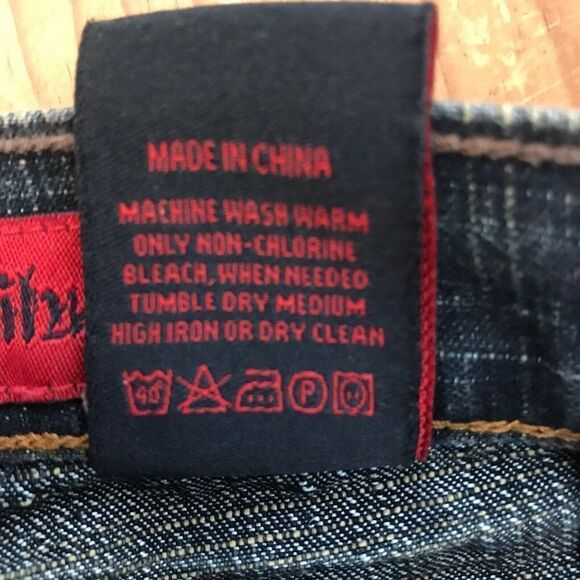 MADE IN CHINA
MACHINE WASH WARM
ONLY NON-CHLORINE
BLEACH, WHEN NEEDED
TUMBLE DRY MEDIUM
HIGH IRON OR DRY CLEAN
40° P